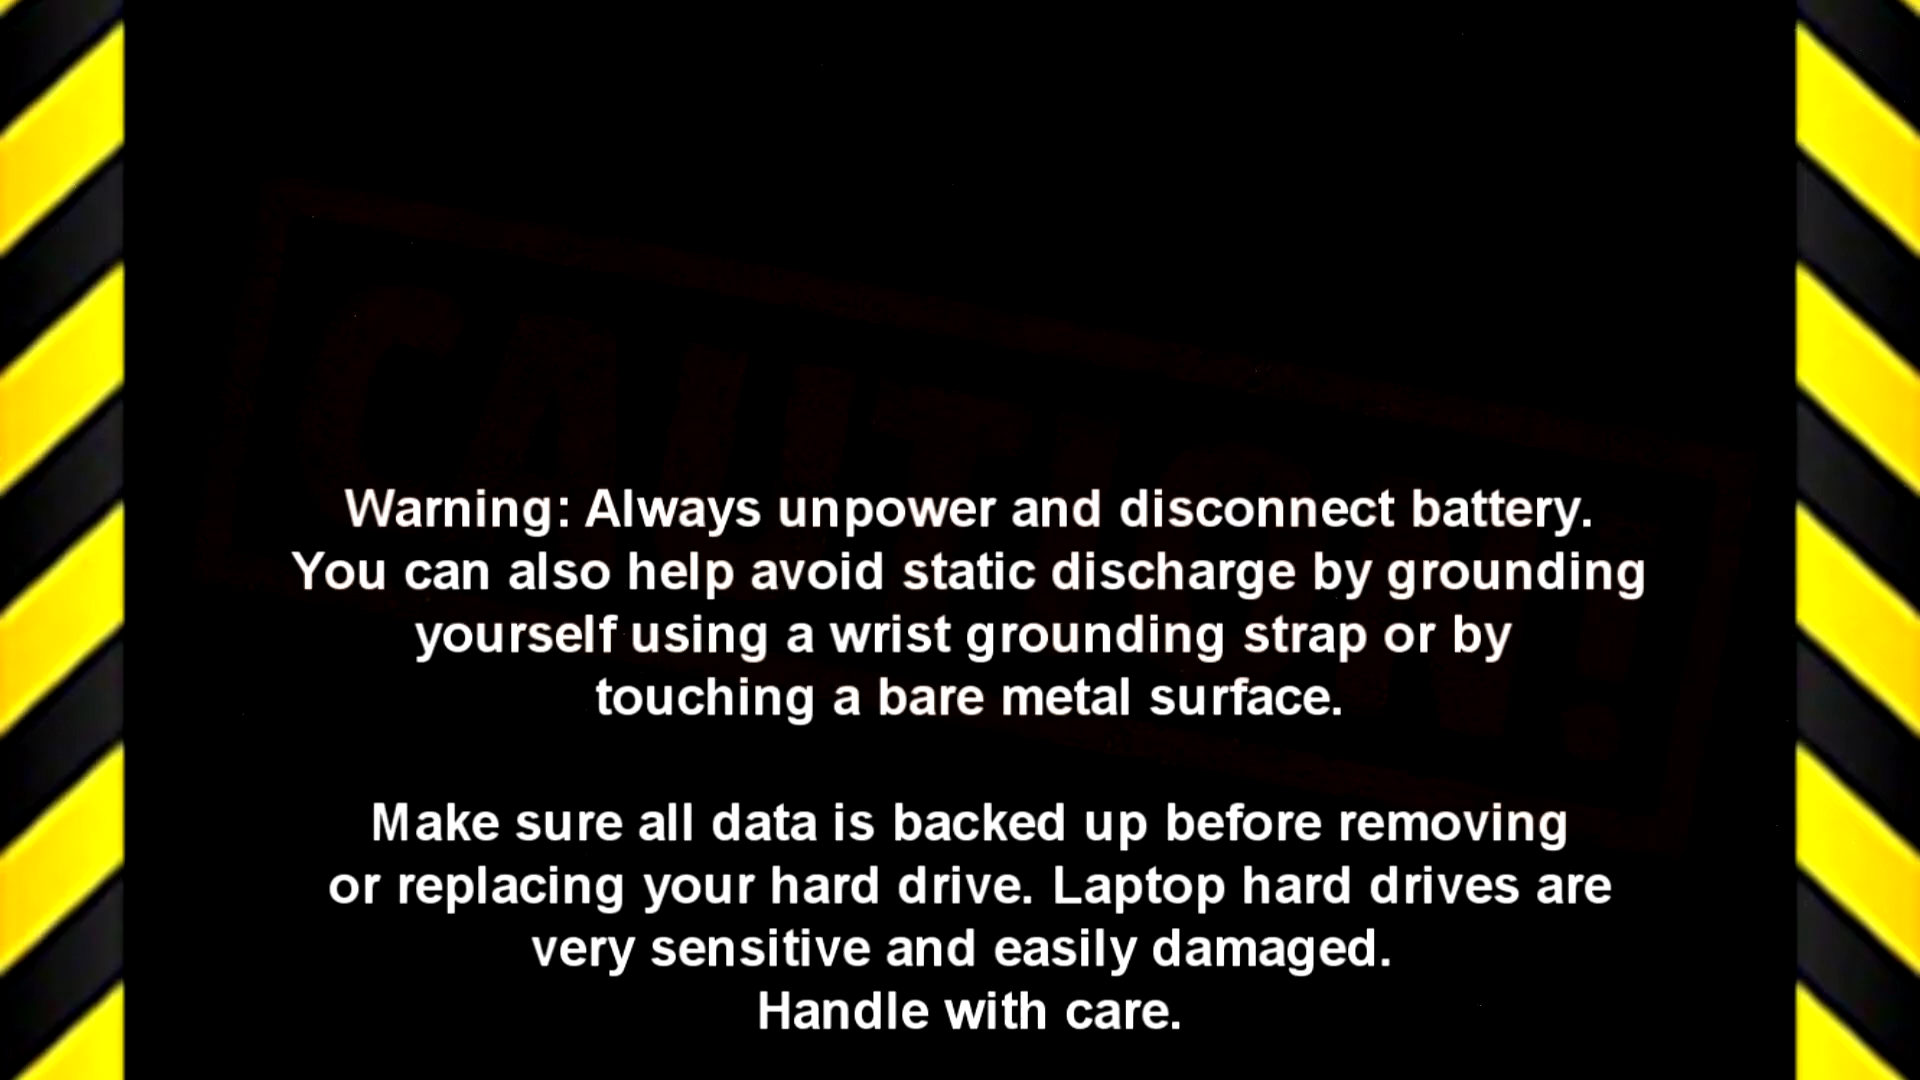 CAUTION!
Warning: Always unpower and disconnect battery.
You can also help avoid static discharge by grounding
yourself using a wrist grounding strap or by
touching a bare metal surface.
Make sure all data is backed up before removing
or replacing your hard drive. Laptop hard drives are
very sensitive and easily damaged.
Handle with care.